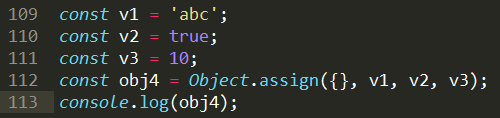 109 const v1 = 'abc';
110 const v2 = true;
111 const v3 = 10;
112 const obj4 = Object.assign({}, v1, v2, v3);
113 console.log(obj4);